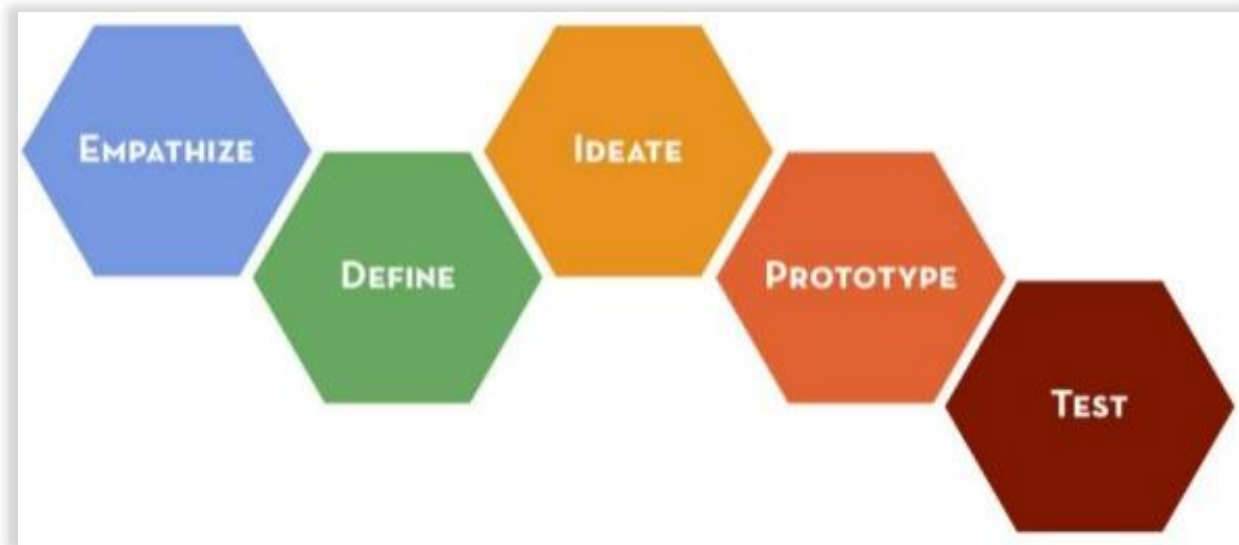 EMPATHIZE
DEFINE
IDEATE
PROTOTYPE
TEST